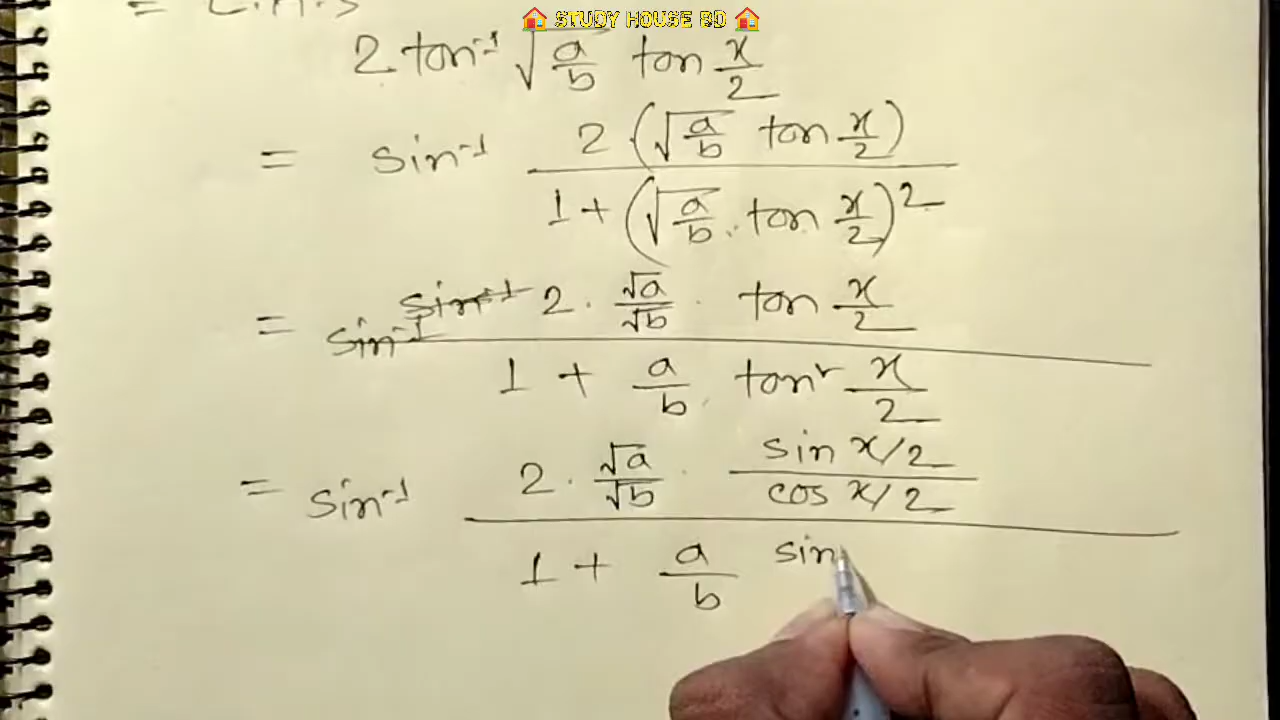 🏠 STUDY HOUSE BD 🏠
= L.H.S
2 tan⁻¹ √(a/b) tan x/2
= sin⁻¹ 2 (√(a/b) tan x/2)
1 + (√(a/b) . tan x/2)²
= sin⁻¹ 2 . √a/√b . tan x/2
1 + a/b . tan² x/2
= sin⁻¹ 2 . √a/√b . sin x/2
cos x/2
1 + a/b sin